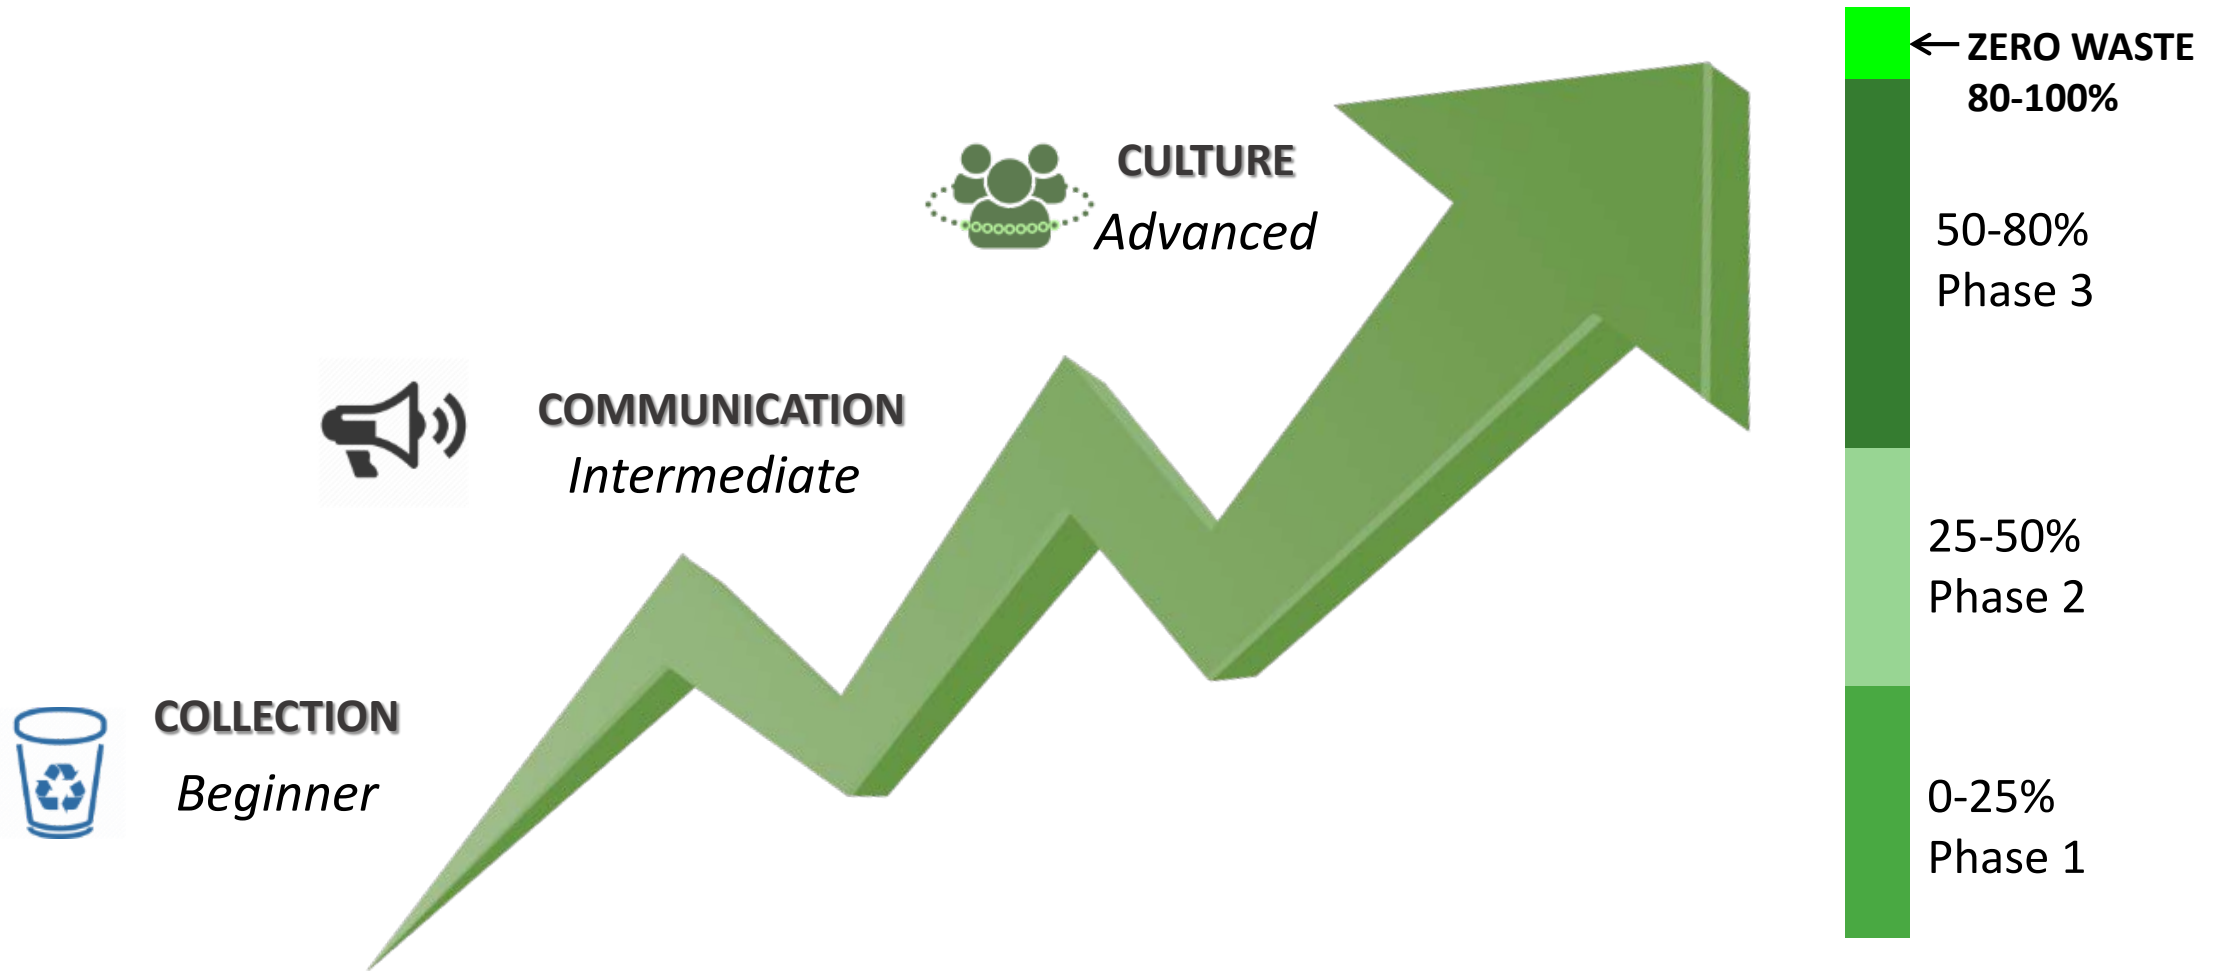 ZERO WASTE
80-100%
CULTURE
Advanced
50-80%
Phase 3
COMMUNICATION
Intermediate
25-50%
Phase 2
COLLECTION
Beginner
0-25%
Phase 1